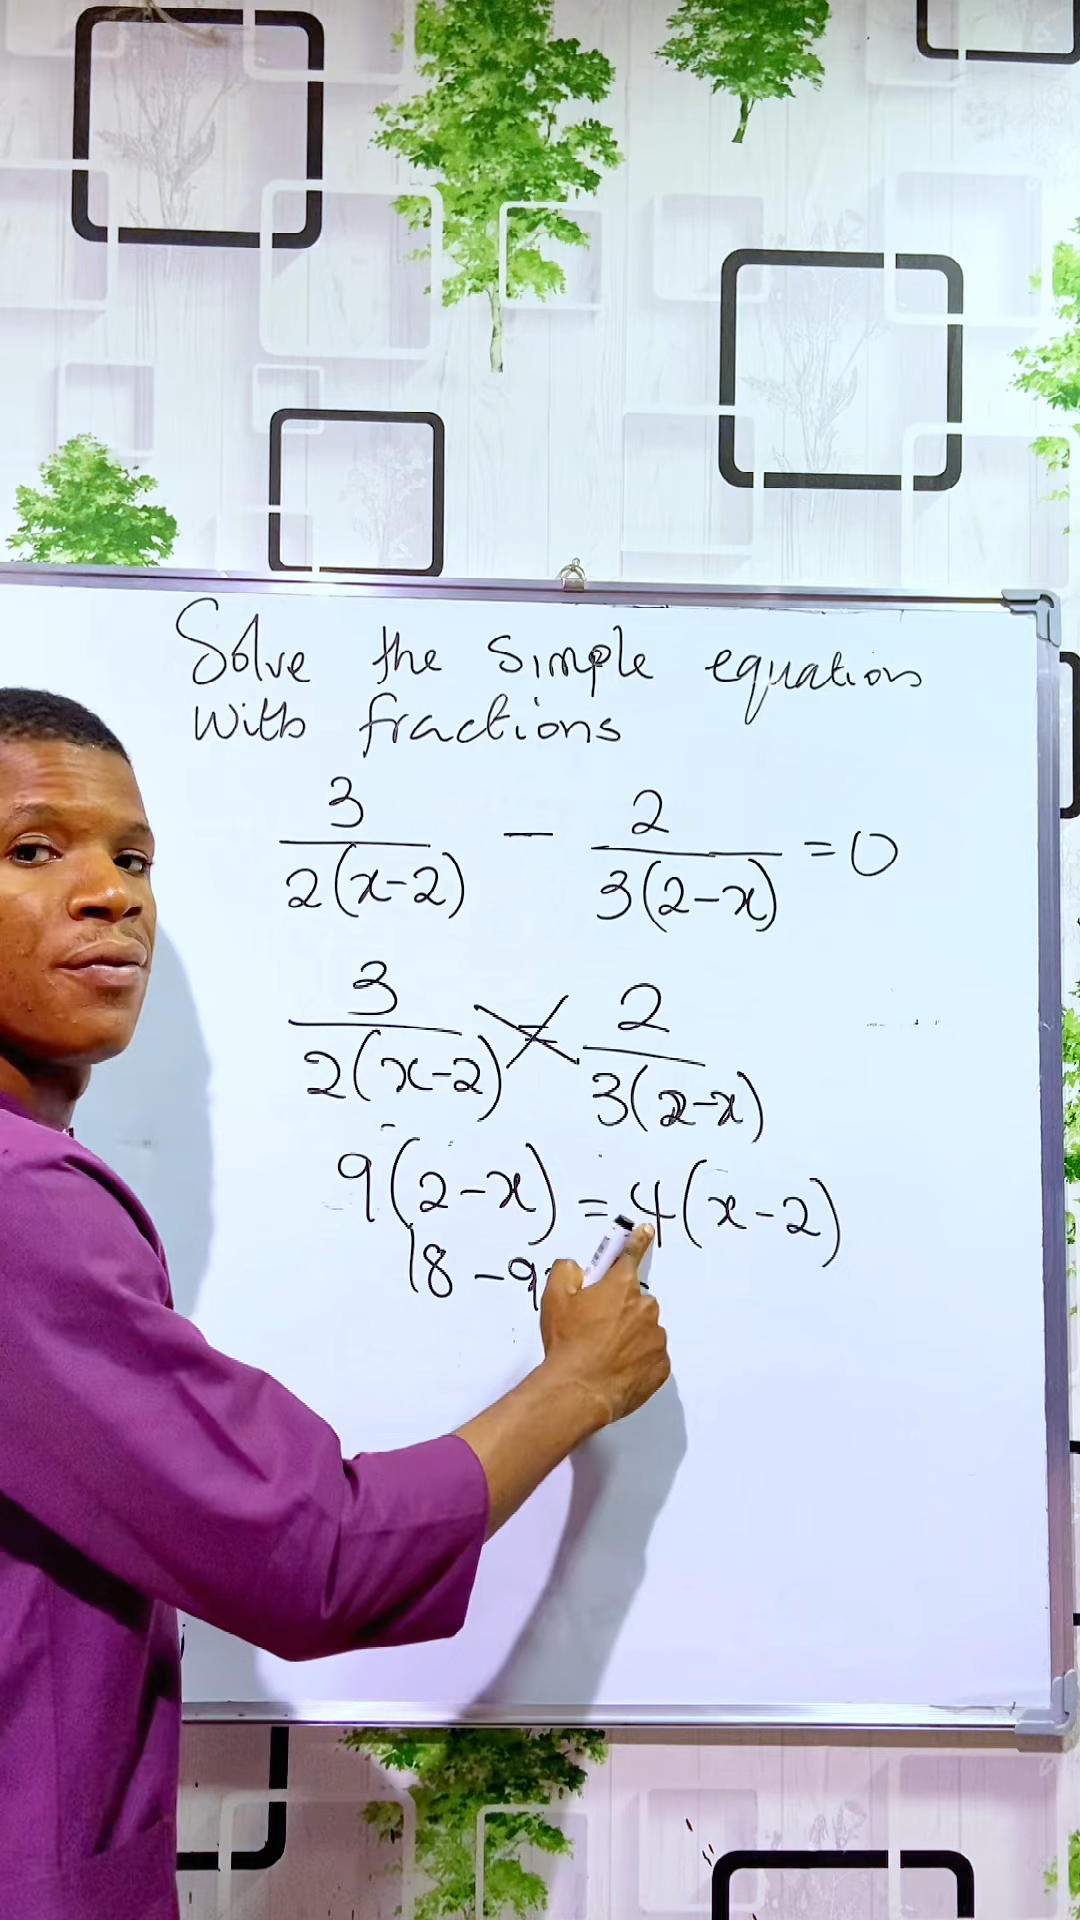 Solve the simple equation
with fractions
3/2(x-2) - 2/3(2-x) = 0
3/2(x-2) = 2/3(2-x)
9(2-x) = 4(x-2)
18 - 9